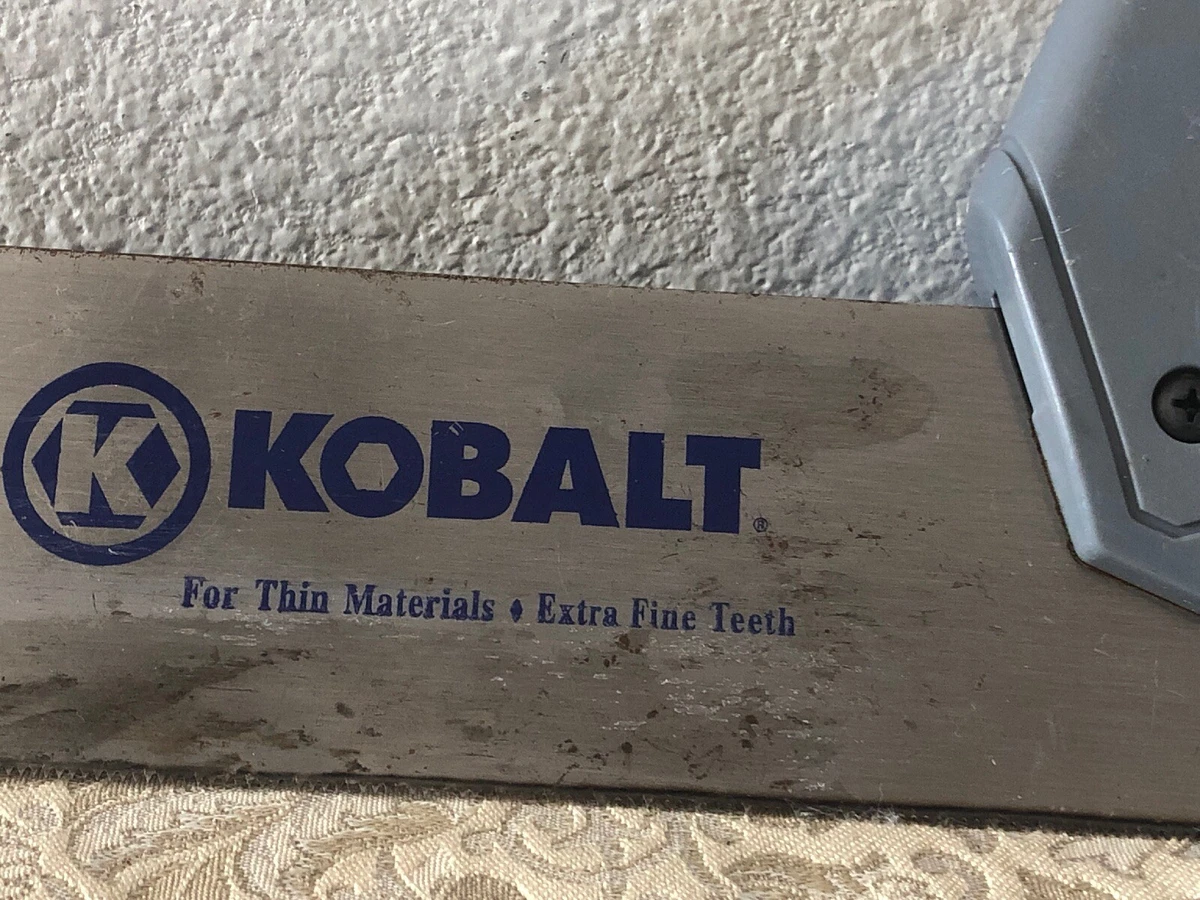 K KOBALT®
For Thin Materials ♦ Extra Fine Teeth